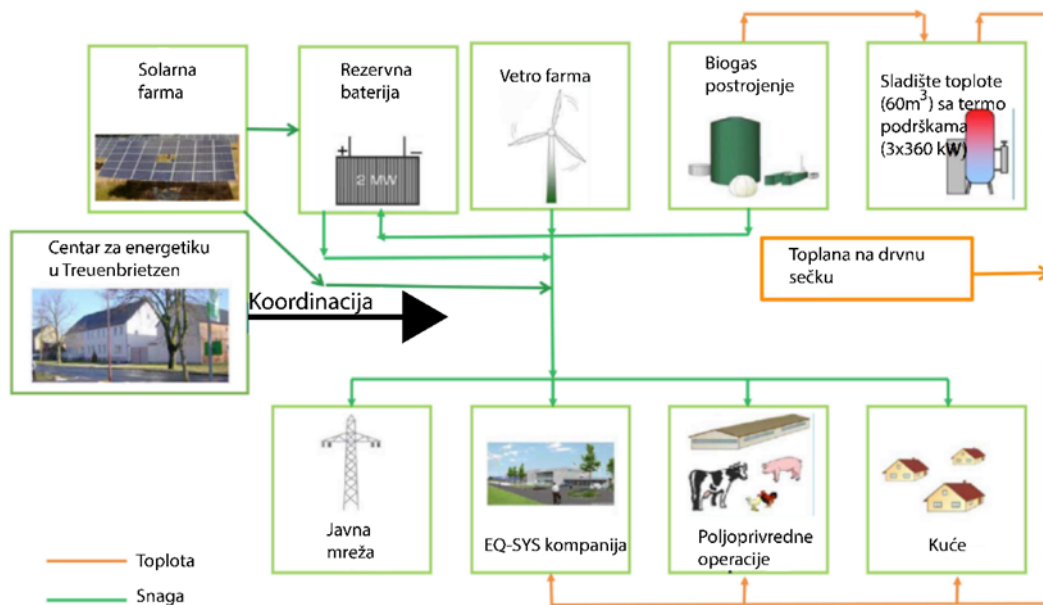 Solarna
farma
Rezervna
baterija
+ −
2 MW
Vetro farma
Biogas
postrojenje
Sladište toplote
(60m³) sa termo
podrškama
(3x360 kW)
Centar za energetiku
u Treuenbrietzen
Koordinacija
Toplana na drvnu
sečku
Javna
mreža
EQ-SYS kompanija
Poljoprivredne
operacije
Kuće
Toplota
Snaga